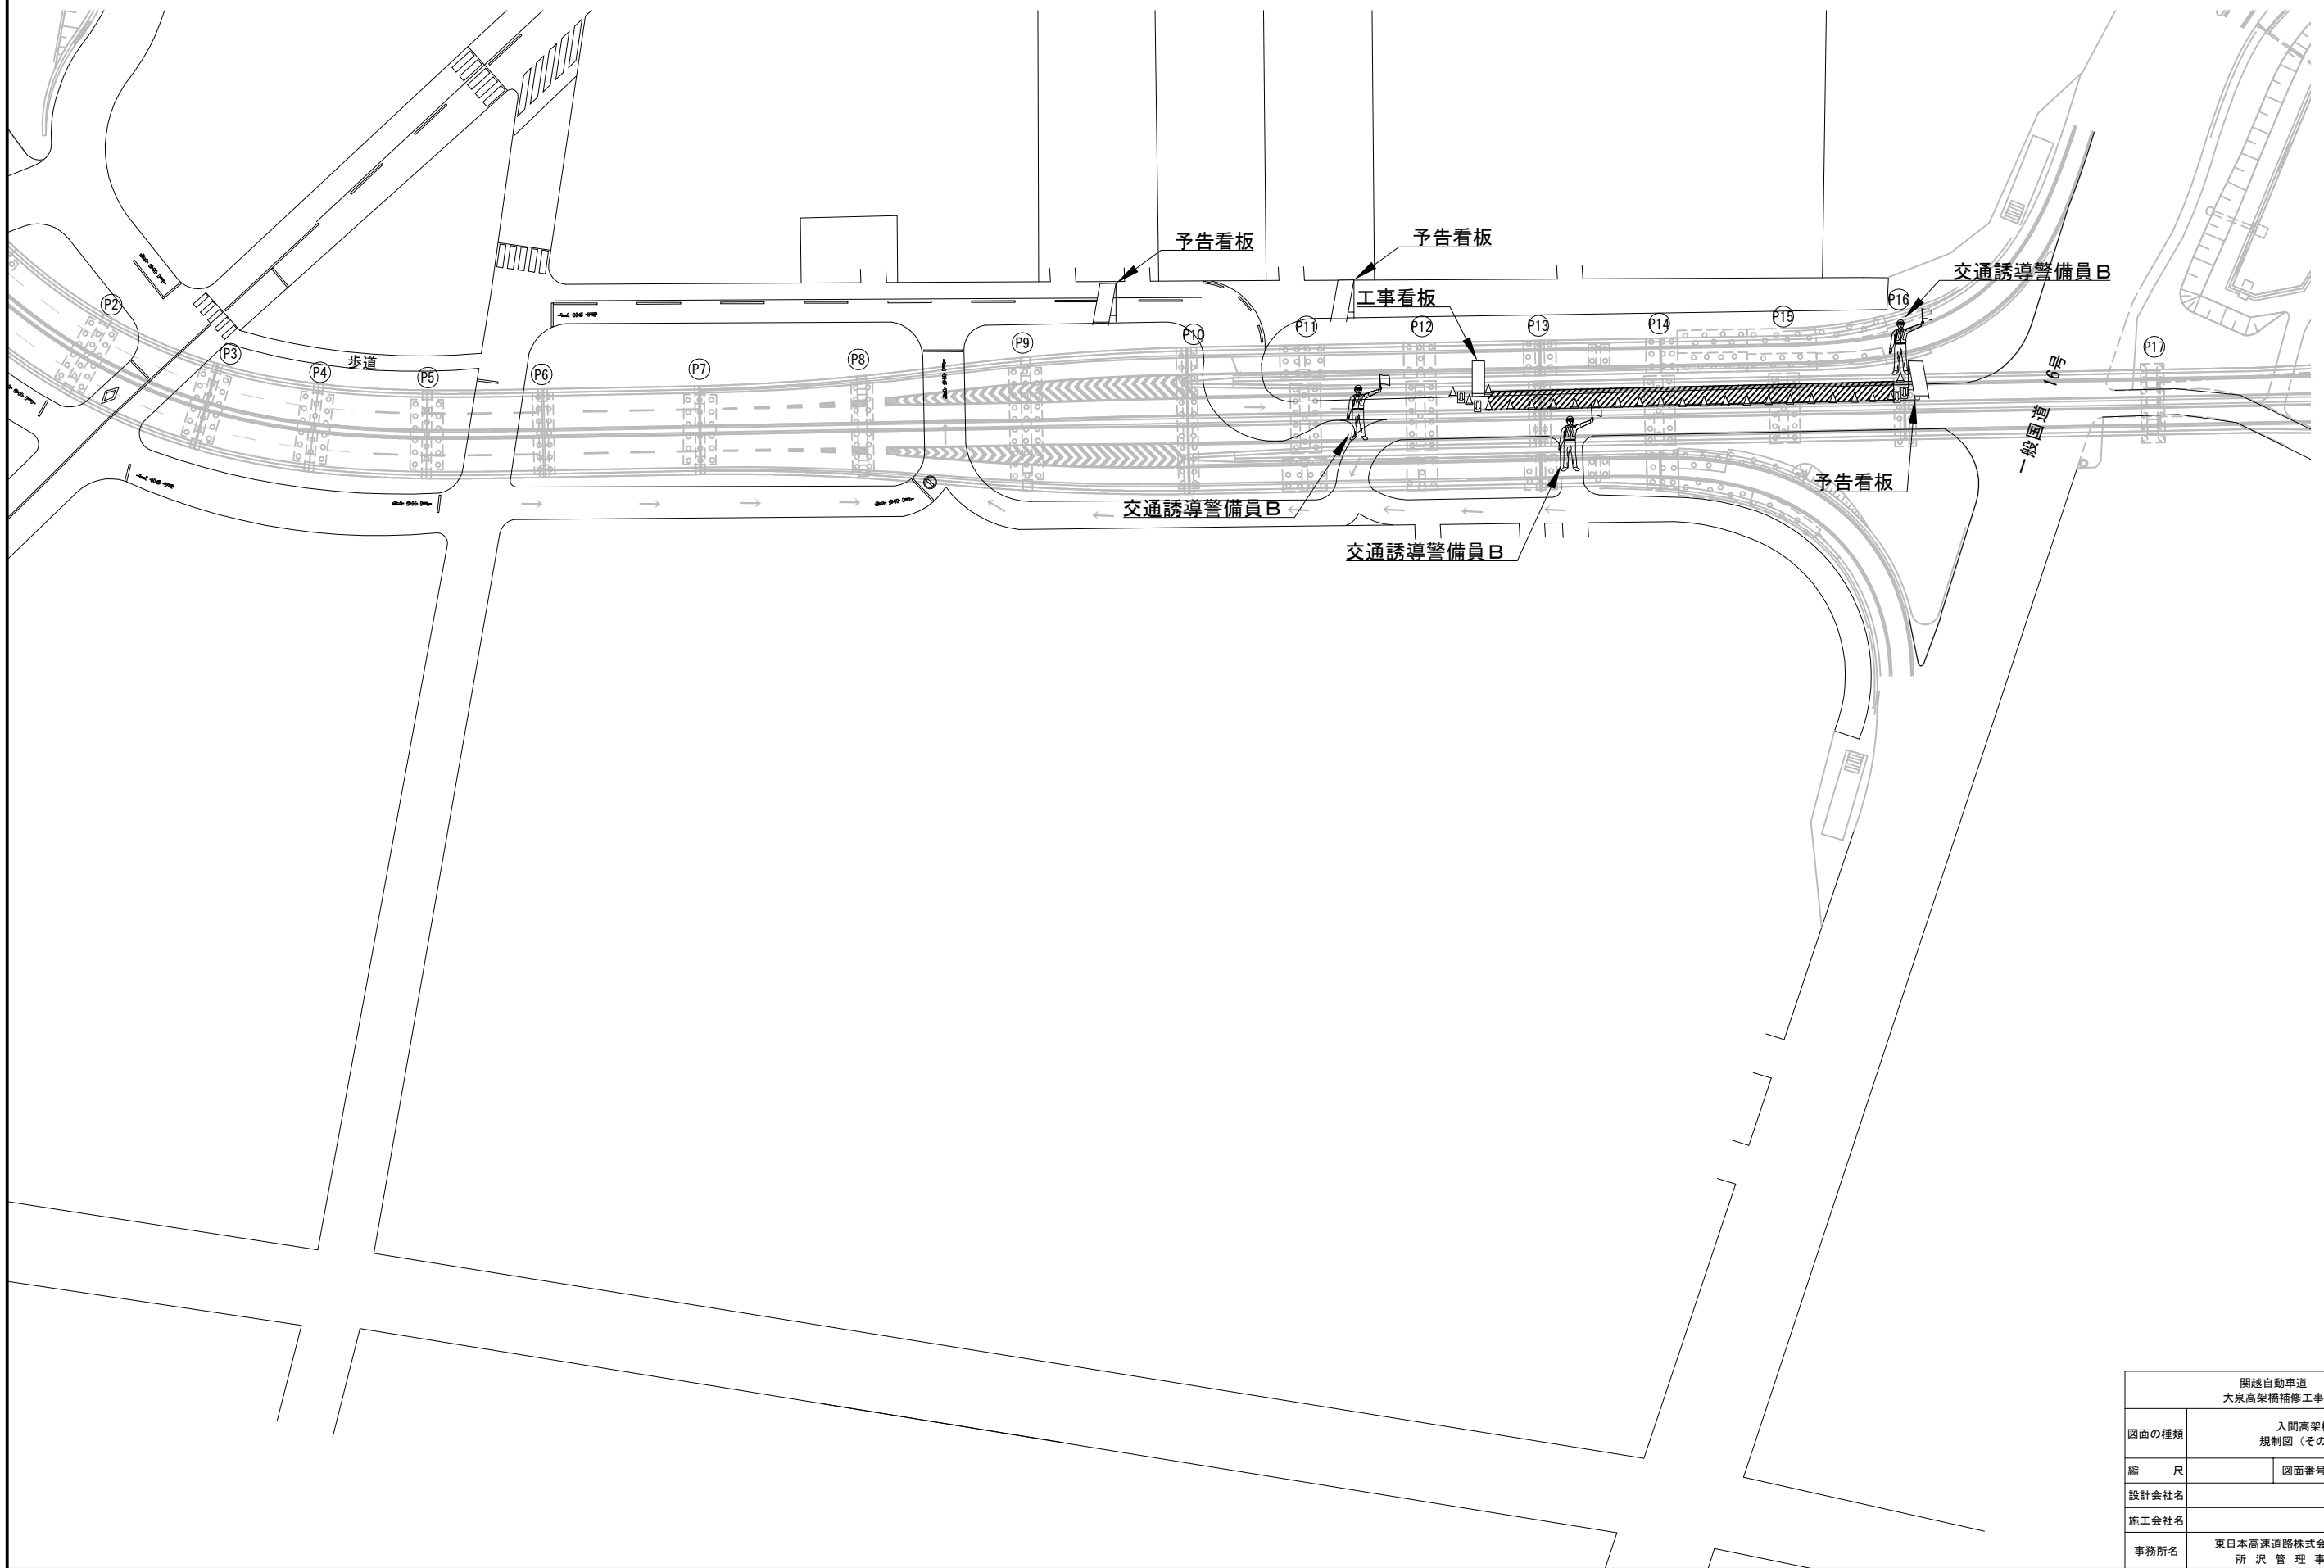 予告看板
予告看板
交通誘導警備員B
工事看板
P2
P3
P4
P5
P6
P7
P8
P9
P10
P11
P12
P13
P14
P15
P16
P17
歩道
一般国道 16号
予告看板
交通誘導警備員B
交通誘導警備員B
関越自動車道
大泉高架橋補修工事
図面の種類
入間高架
規制図（その
縮 尺
図面番号
設計会社名
施工会社名
事務所名
東日本高速道路株式会
所 沢 管 理 事